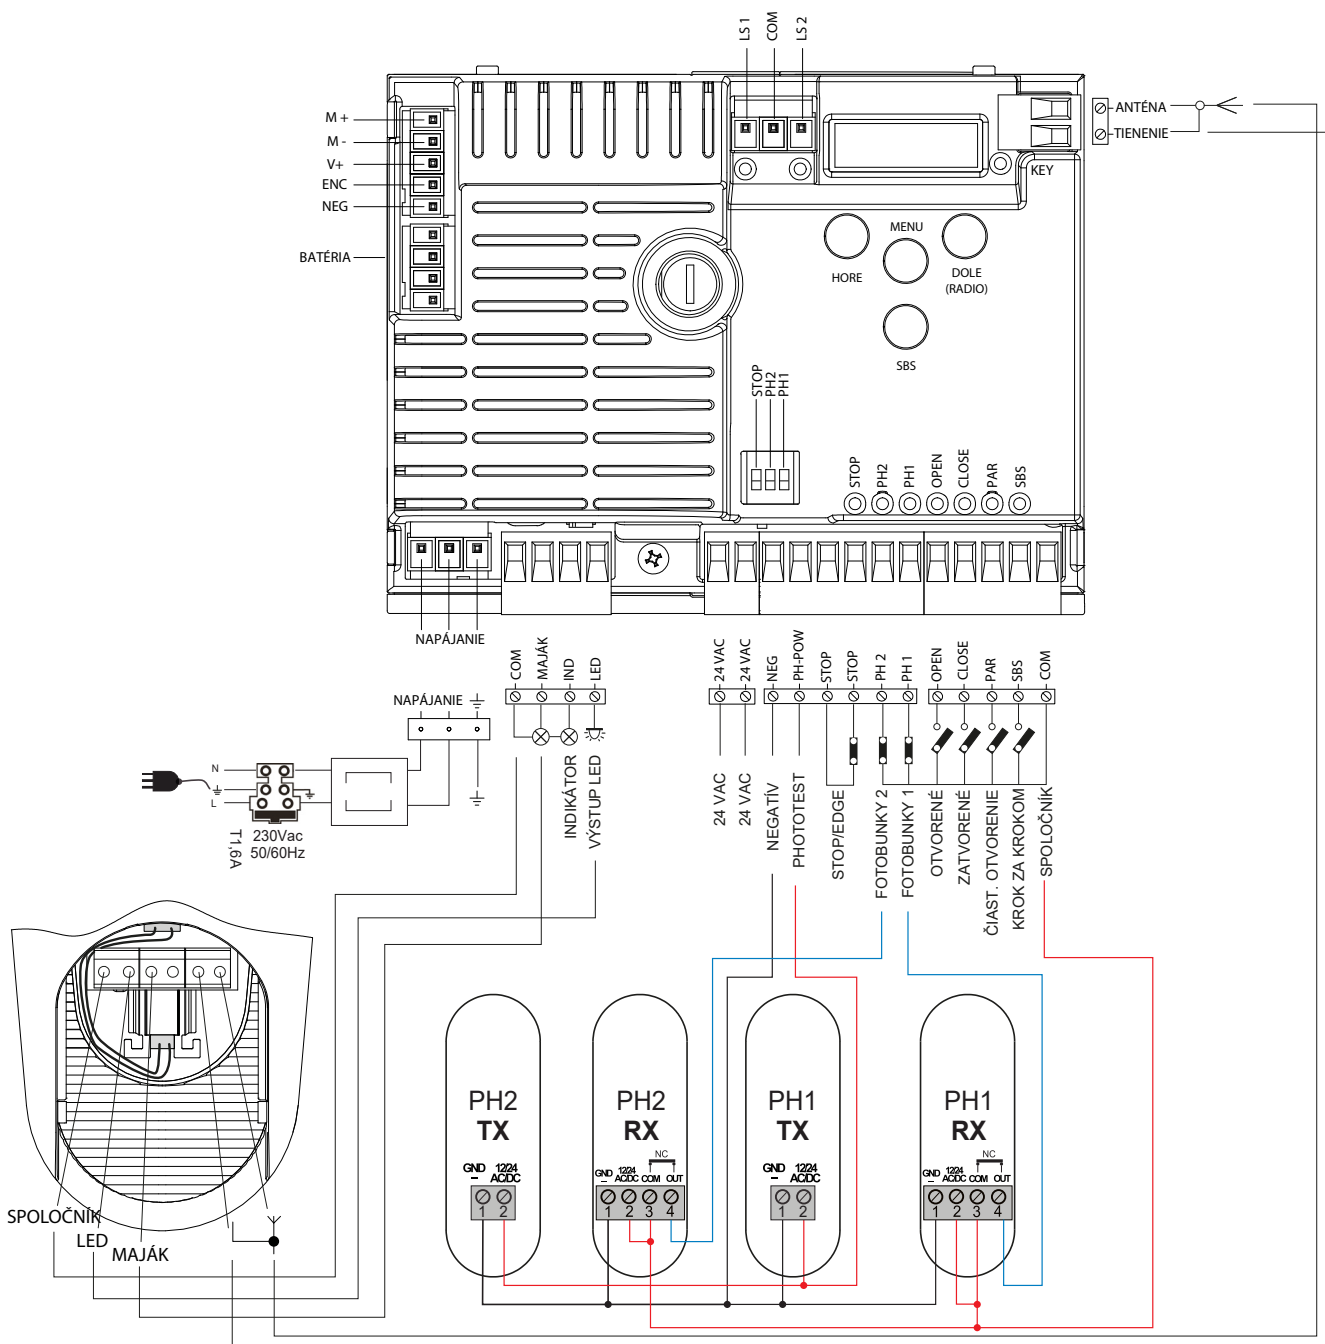 LS 1
COM
LS 2
M +
M -
V+
ENC
NEG
BATÉRIA
ANTÉNA
TIENENIE
KEY
MENU
HORE
DOLE
(RADIO)
SBS
STOP
PH2
PH1
STOP
PH2
PH1
OPEN
CLOSE
PAR
SBS
NAPÁJANIE
COM
MAJÁK
IND
LED
24 VAC
24 VAC
NEG
PH-POW
STOP
STOP
PH 2
PH 1
OPEN
CLOSE
PAR
SBS
COM
NAPÁJANIE
N
L
T1,6A
230Vac
50/60Hz
INDIKÁTOR
VÝSTUP LED
24 VAC
24 VAC
NEGATÍV
PHOTOTEST
STOP/EDGE
FOTOBUNKY 2
FOTOBUNKY 1
OTVORENÉ
ZATVORENÉ
ČIAST. OTVORENIE
KROK ZA KROKOM
SPOLOČNÍK
SPOLOČNÍK
LED
MAJÁK
PH2
TX
GND
–
12/24
AC/DC
1 2
PH2
RX
NC
GND
–
12/24
AC/DC COM OUT
1 2 3 4
PH1
TX
GND
–
12/24
AC/DC
1 2
PH1
RX
NC
GND
–
12/24
AC/DC COM OUT
1 2 3 4